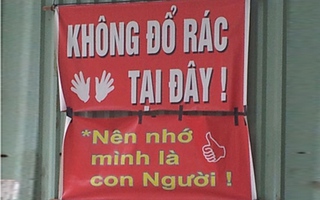 KHÔNG ĐỔ RÁC
TẠI ĐÂY !
*Nên nhớ
mình là
con Người !